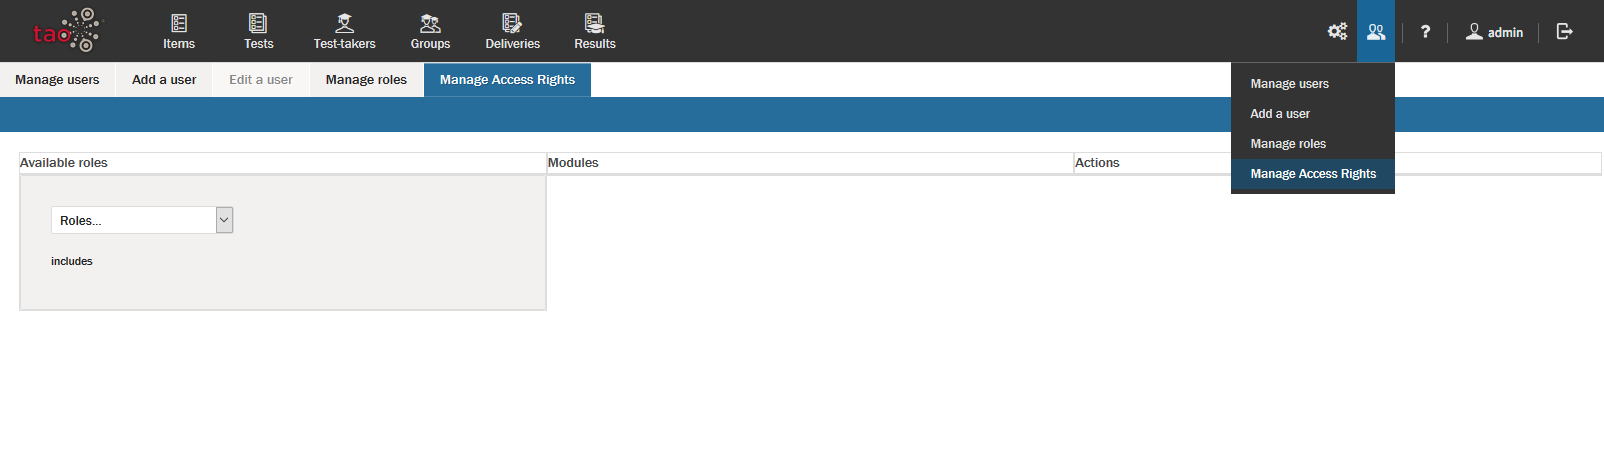 tao
Items
Tests
Test-takers
Groups
Deliveries
Results
?
admin
Manage users
Add a user
Edit a user
Manage roles
Manage Access Rights
Manage users
Add a user
Manage roles
Manage Access Rights
Available roles
Modules
Actions
Roles...
includes